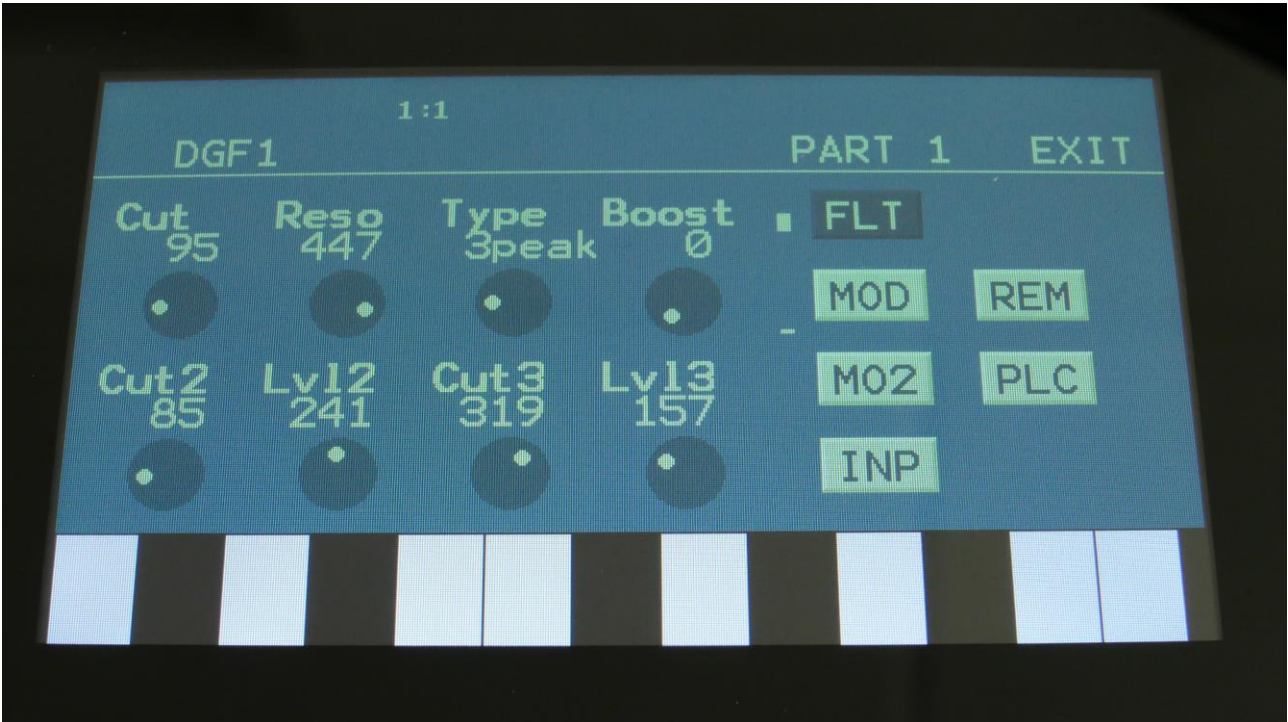 1:1
DGF1 PART 1 EXIT
Cut Reso Type Boost FLT
95 447 3peak 0
MOD REM
Cut2 Lvl2 Cut3 Lvl3 MO2 PLC
85 241 319 157
INP